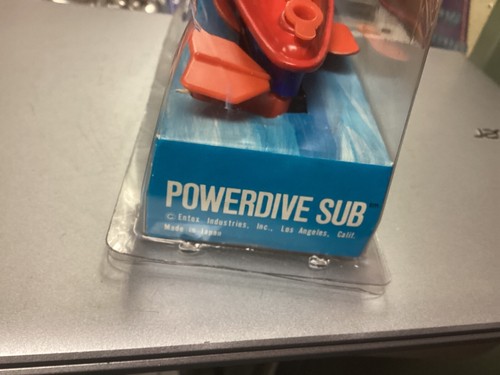 POWERDIVE SUB
© Entex Industries, Inc., Los Angeles, Calif.
Made in Japan